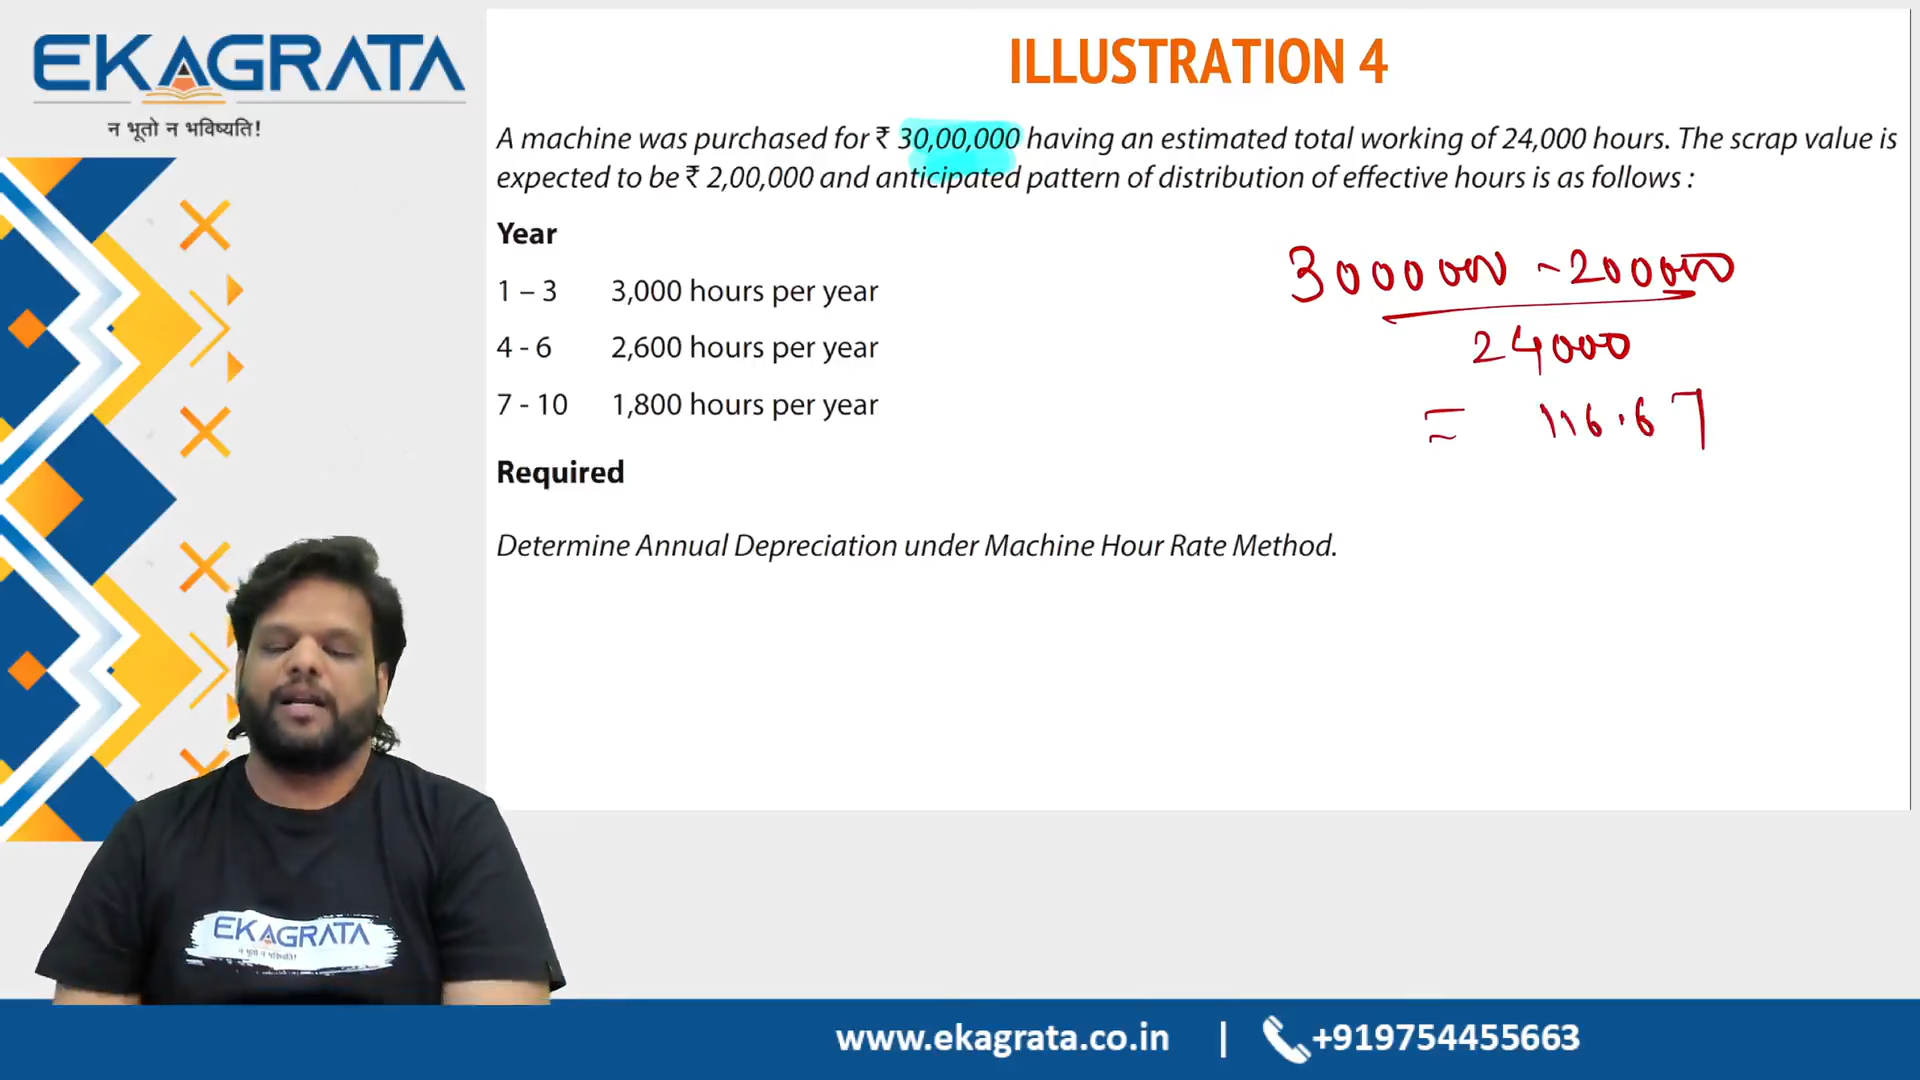 EKAGRATA
न भूतो न भविष्यति!
ILLUSTRATION 4
A machine was purchased for ₹ 30,00,000 having an estimated total working of 24,000 hours. The scrap value is
expected to be ₹ 2,00,000 and anticipated pattern of distribution of effective hours is as follows :
Year
1 – 3 3,000 hours per year
4 - 6 2,600 hours per year
7 - 10 1,800 hours per year
3000000 - 200000
24000
= 116.67
Required
Determine Annual Depreciation under Machine Hour Rate Method.
EKAGRATA
न भूतो न भविष्यति!
www.ekagrata.co.in | +919754455663